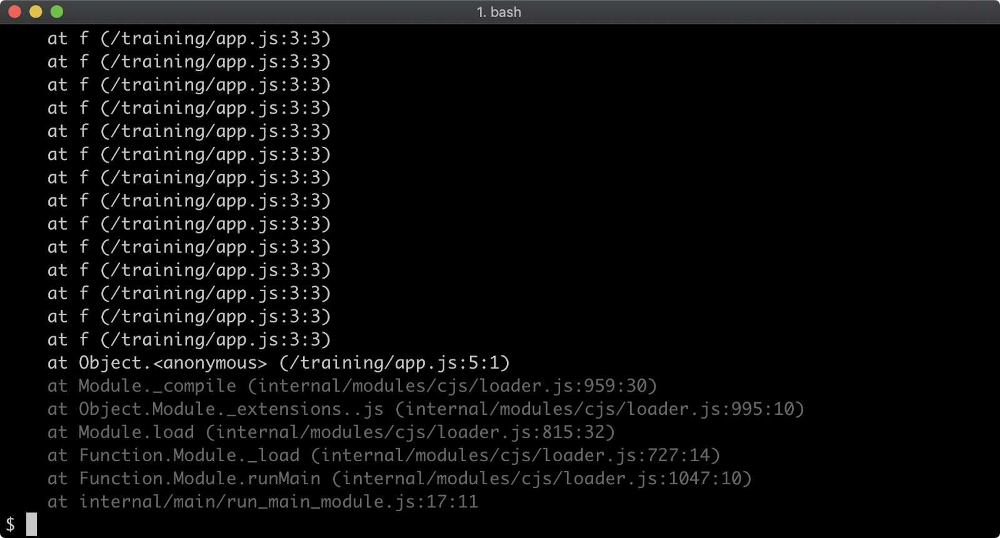 1. bash
at f (/training/app.js:3:3)
at f (/training/app.js:3:3)
at f (/training/app.js:3:3)
at f (/training/app.js:3:3)
at f (/training/app.js:3:3)
at f (/training/app.js:3:3)
at f (/training/app.js:3:3)
at f (/training/app.js:3:3)
at f (/training/app.js:3:3)
at f (/training/app.js:3:3)
at f (/training/app.js:3:3)
at f (/training/app.js:3:3)
at f (/training/app.js:3:3)
at f (/training/app.js:3:3)
at Object.<anonymous> (/training/app.js:5:1)
at Module._compile (internal/modules/cjs/loader.js:959:30)
at Object.Module._extensions..js (internal/modules/cjs/loader.js:995:10)
at Module.load (internal/modules/cjs/loader.js:815:32)
at Function.Module._load (internal/modules/cjs/loader.js:727:14)
at Function.Module.runMain (internal/modules/cjs/loader.js:1047:10)
at internal/main/run_main_module.js:17:11
$